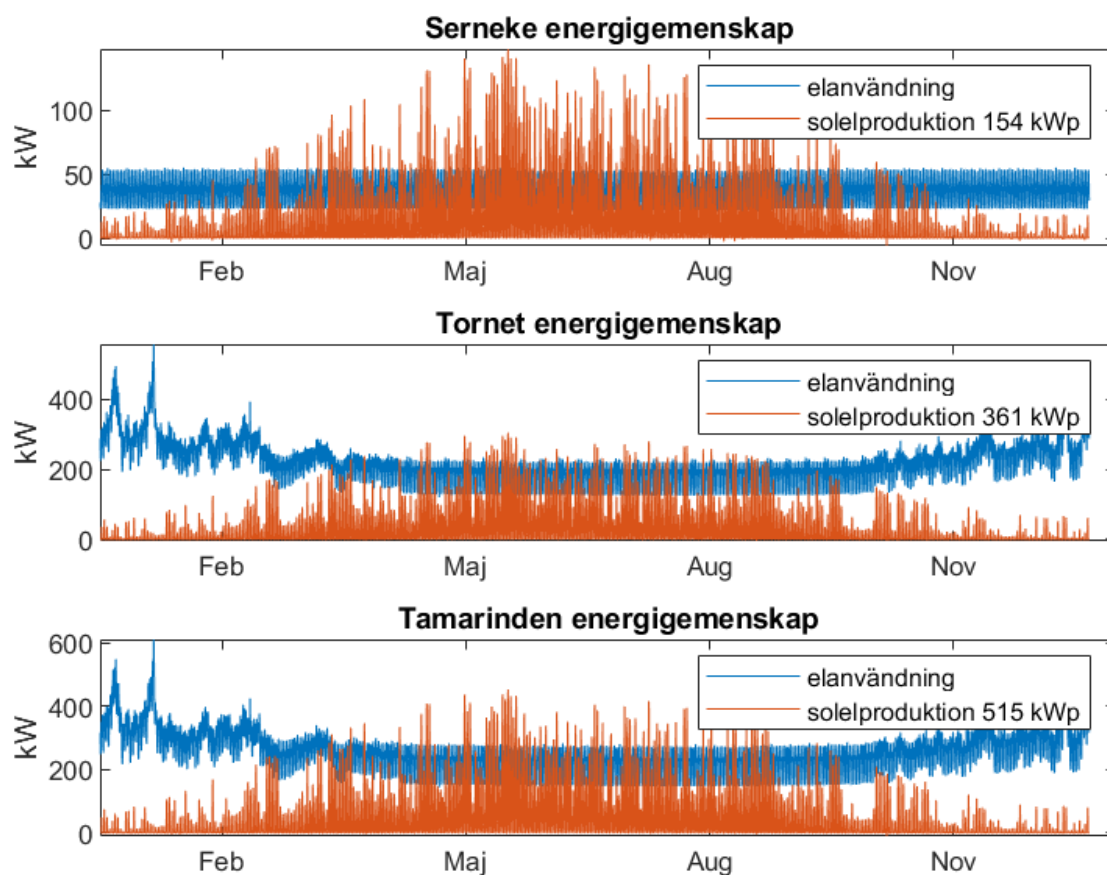 Serneke energigemenskap
elanvändning
solelproduktion 154 kWp
kW
100
50
0
Feb Maj Aug Nov
Tornet energigemenskap
elanvändning
solelproduktion 361 kWp
kW
400
200
0
Feb Maj Aug Nov
Tamarinden energigemenskap
elanvändning
solelproduktion 515 kWp
kW
600
400
200
0
Feb Maj Aug Nov